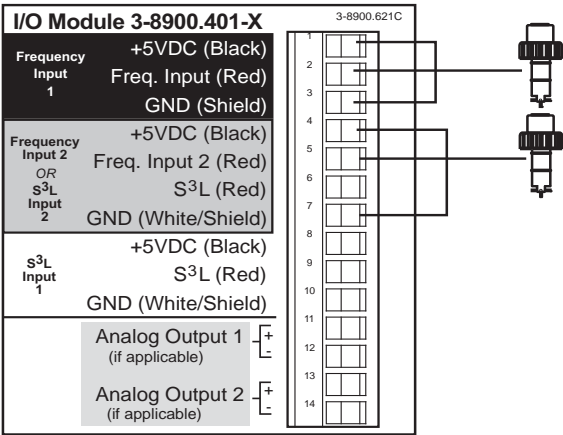 I/O Module 3-8900.401-X
3-8900.621C
Frequency
Input
1
+5VDC (Black)
Freq. Input (Red)
GND (Shield)
Frequency
Input 2
OR
S3L
Input
2
+5VDC (Black)
Freq. Input 2 (Red)
S3L (Red)
GND (White/Shield)
S3L
Input
1
+5VDC (Black)
S3L (Red)
GND (White/Shield)
Analog Output 1
(if applicable)
+
-
Analog Output 2
(if applicable)
+
-
1
2
3
4
5
6
7
8
9
10
11
12
13
14